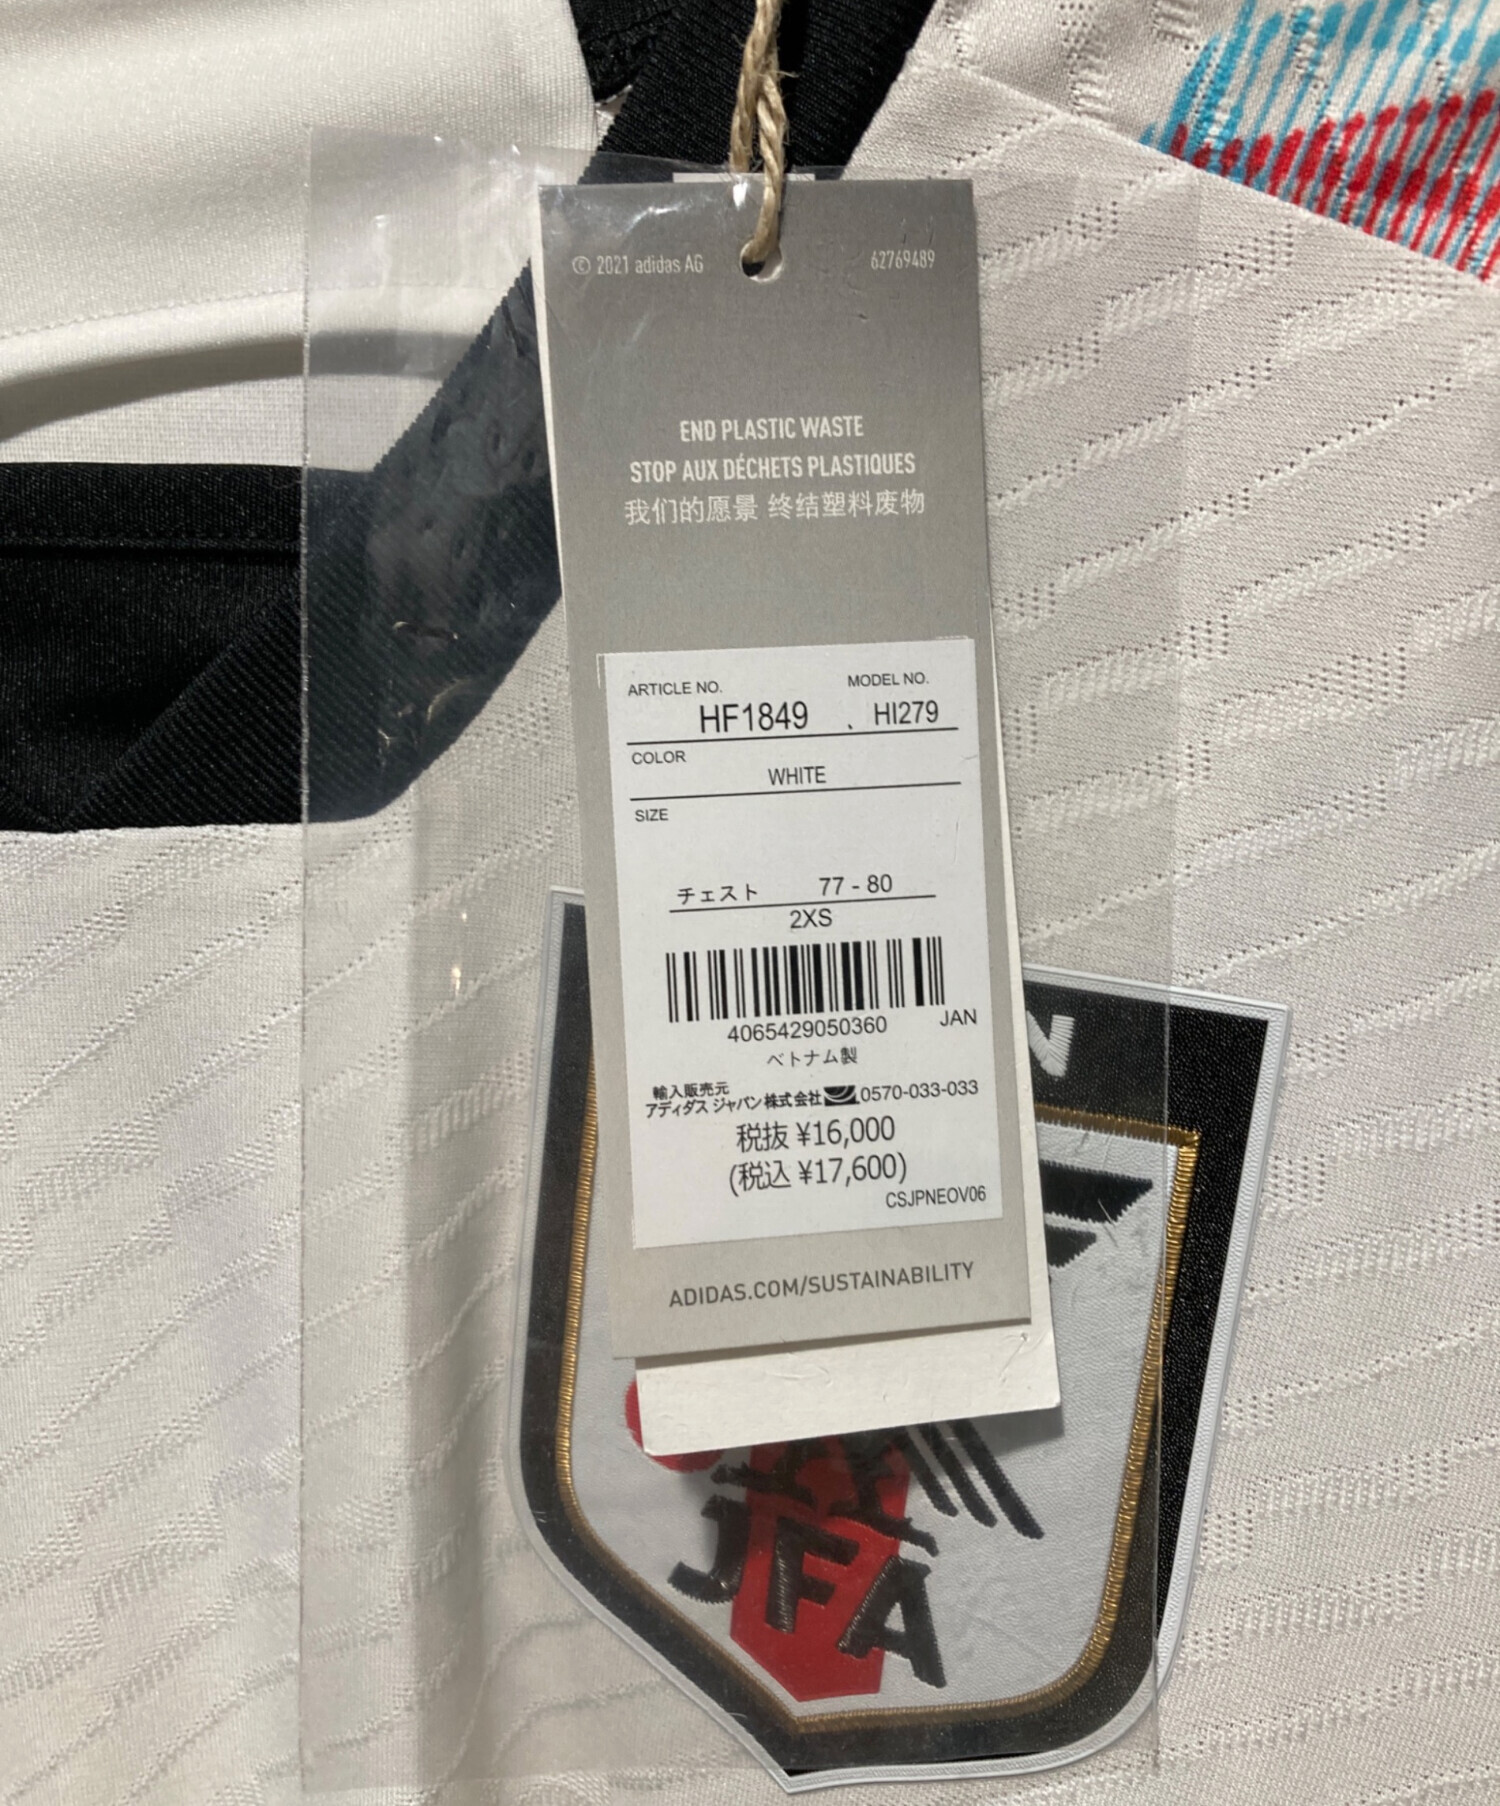 © 2021 adidas AG
62769489
END PLASTIC WASTE
STOP AUX DÉCHETS PLASTIQUES
我们的愿景 终结塑料废物
ARTICLE NO. MODEL NO.
HF1849 HI279
COLOR
WHITE
SIZE
チェスト 77 - 80
2XS
4065429050360 JAN
ベトナム製
輸入販売元
アディダス ジャパン株式会社 0570-033-033
税抜 ¥16,000
(税込 ¥17,600)
CSJPNEOV06
ADIDAS.COM/SUSTAINABILITY
N
JFA